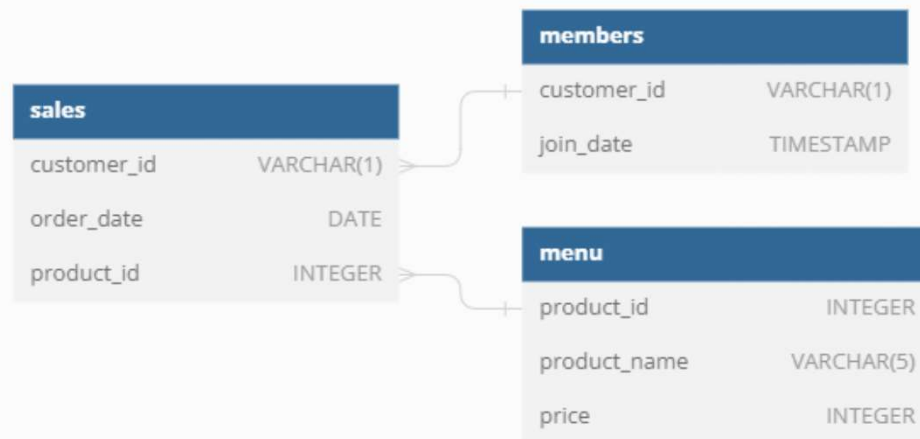 sales
customer_id VARCHAR(1)
order_date DATE
product_id INTEGER
members
customer_id VARCHAR(1)
join_date TIMESTAMP
menu
product_id INTEGER
product_name VARCHAR(5)
price INTEGER